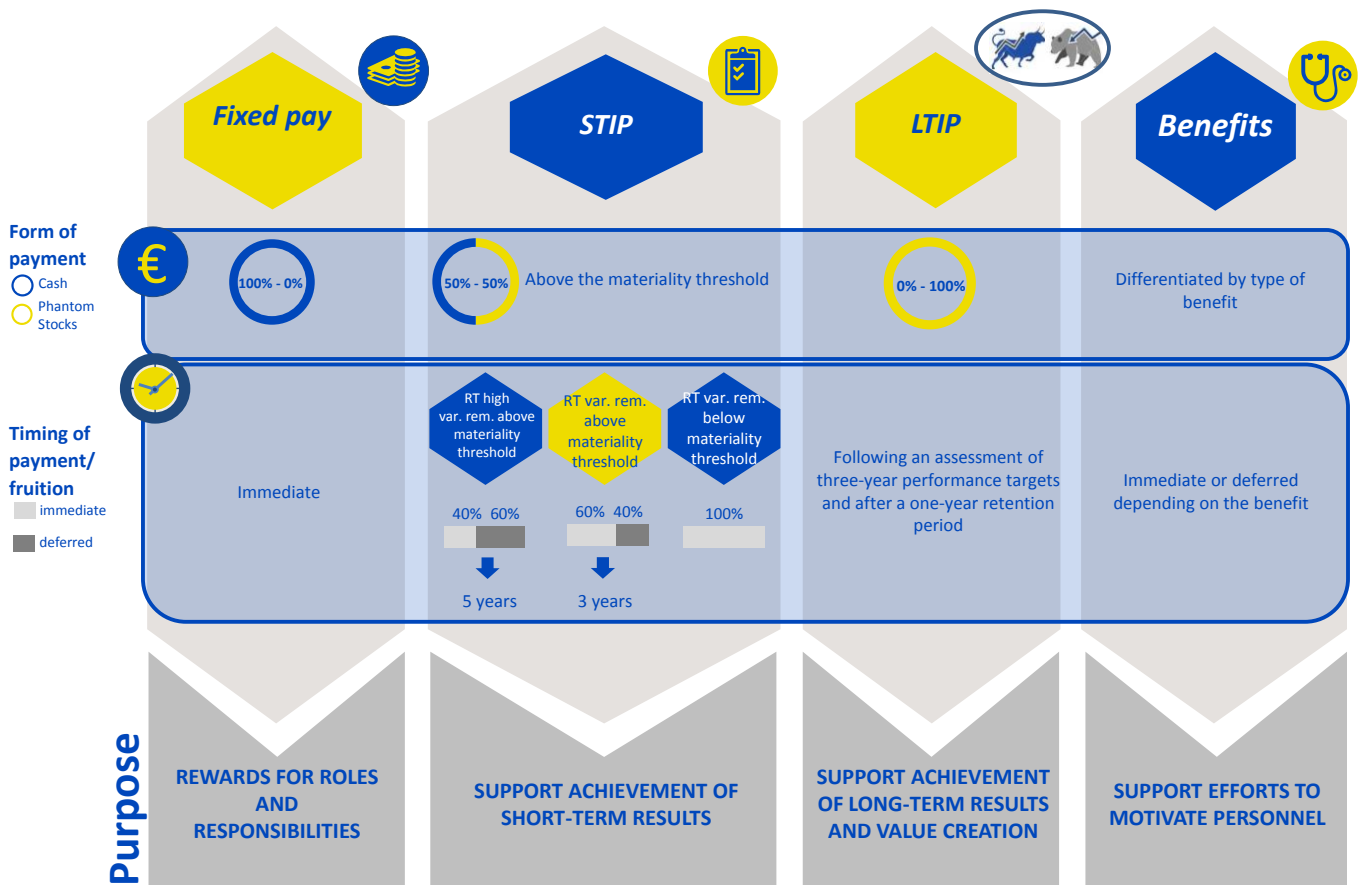 Fixed pay
STIP
LTIP
Benefits
Form of
payment
Cash
Phantom
Stocks
€
100% - 0%
50% - 50%
Above the materiality threshold
0% - 100%
Differentiated by type of
benefit
Timing of
payment/
fruition
immediate
deferred
Immediate
RT high
var. rem. above
materiality
threshold
RT var. rem.
above
materiality
threshold
RT var. rem.
below
materiality
threshold
40% 60%
60% 40%
100%
5 years
3 years
Following an assessment of
three-year performance targets
and after a one-year retention
period
Immediate or deferred
depending on the benefit
Purpose
REWARDS FOR ROLES
AND
RESPONSIBILITIES
SUPPORT ACHIEVEMENT OF
SHORT-TERM RESULTS
SUPPORT ACHIEVEMENT
OF LONG-TERM RESULTS
AND VALUE CREATION
SUPPORT EFFORTS TO
MOTIVATE PERSONNEL